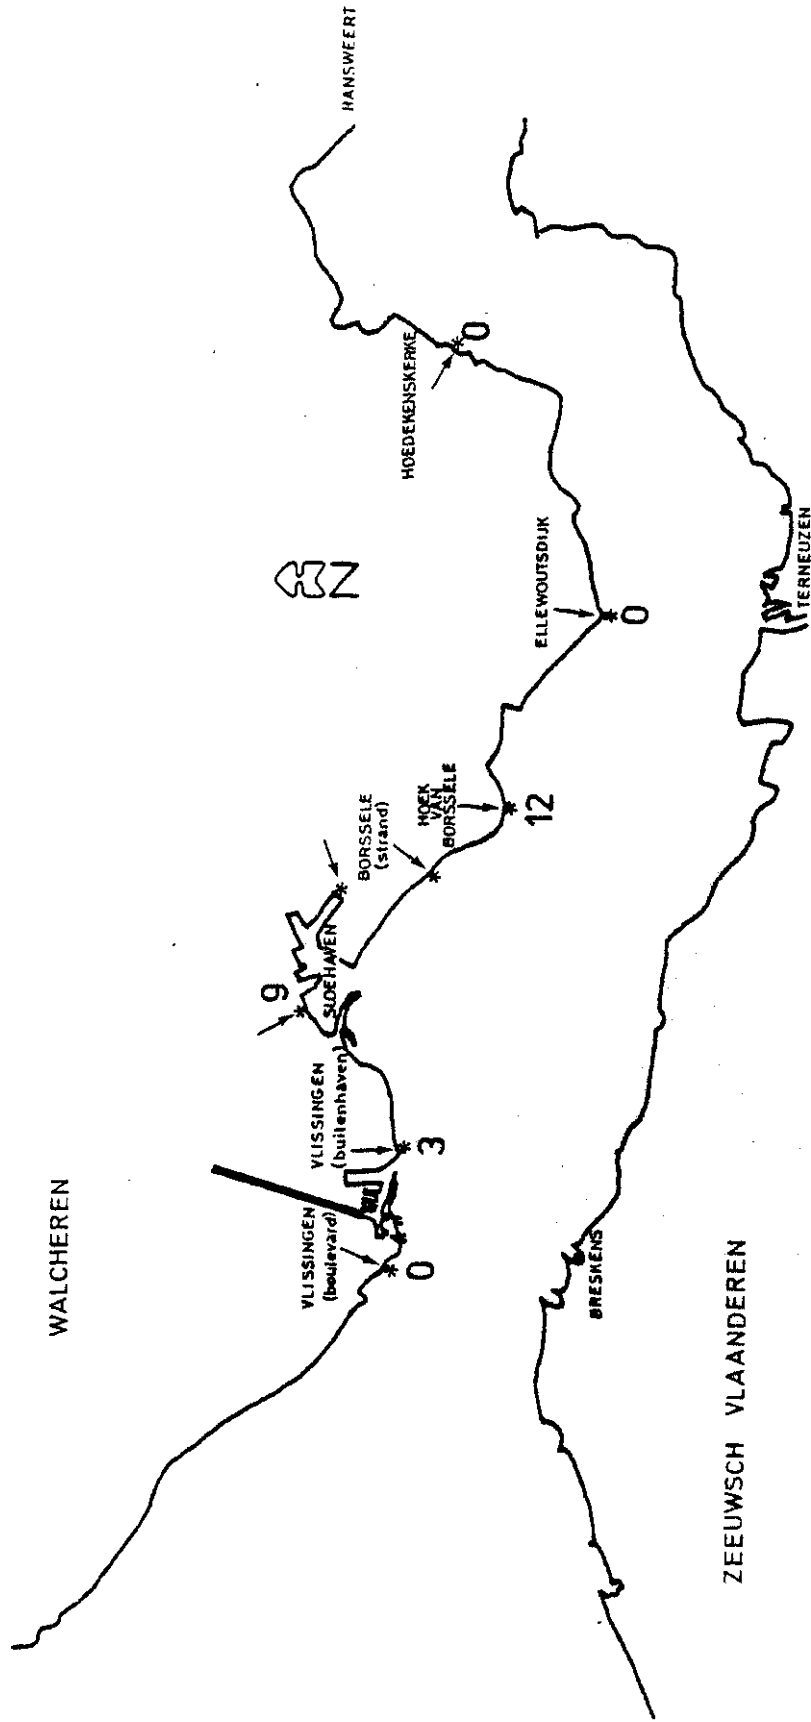 WALCHEREN
ZEEUWSCH VLAANDEREN
VLISSINGEN
(boulevard)
0
BRESKENS
VLISSINGEN
(buitenhaven)
3
9
SLOEHAVEN
BORSSELE
(strand)
HOEK
VAN
BORSSELE
12
N
ELLEWOUTSDIJK
0
TERNEUZEN
HOEDEKENSKERKE
0
HANSWEERT